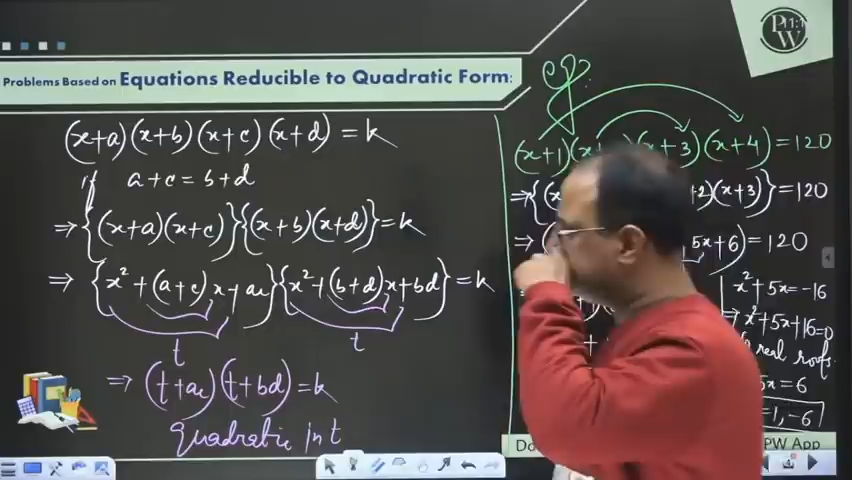 Problems Based on Equations Reducible to Quadratic Form:
PW
(x+a)(x+b)(x+c)(x+d)=k
if a+c=b+d
⇒ {(x+a)(x+c)}{(x+b)(x+d)}=k
⇒ {x²+(a+c)x+ac}{x²+(b+d)x+bd}=k
t t
⇒ (t+ac)(t+bd)=k
quadratic in t
eg:
(x+1)(x +3)(x+4)=120
⇒{(x +2)(x+3)}=120
⇒ 5x+6)=120
x²+5x=-16
⇒ x²+5x+16=0
real roots
5x=6
=1,-6
PW App